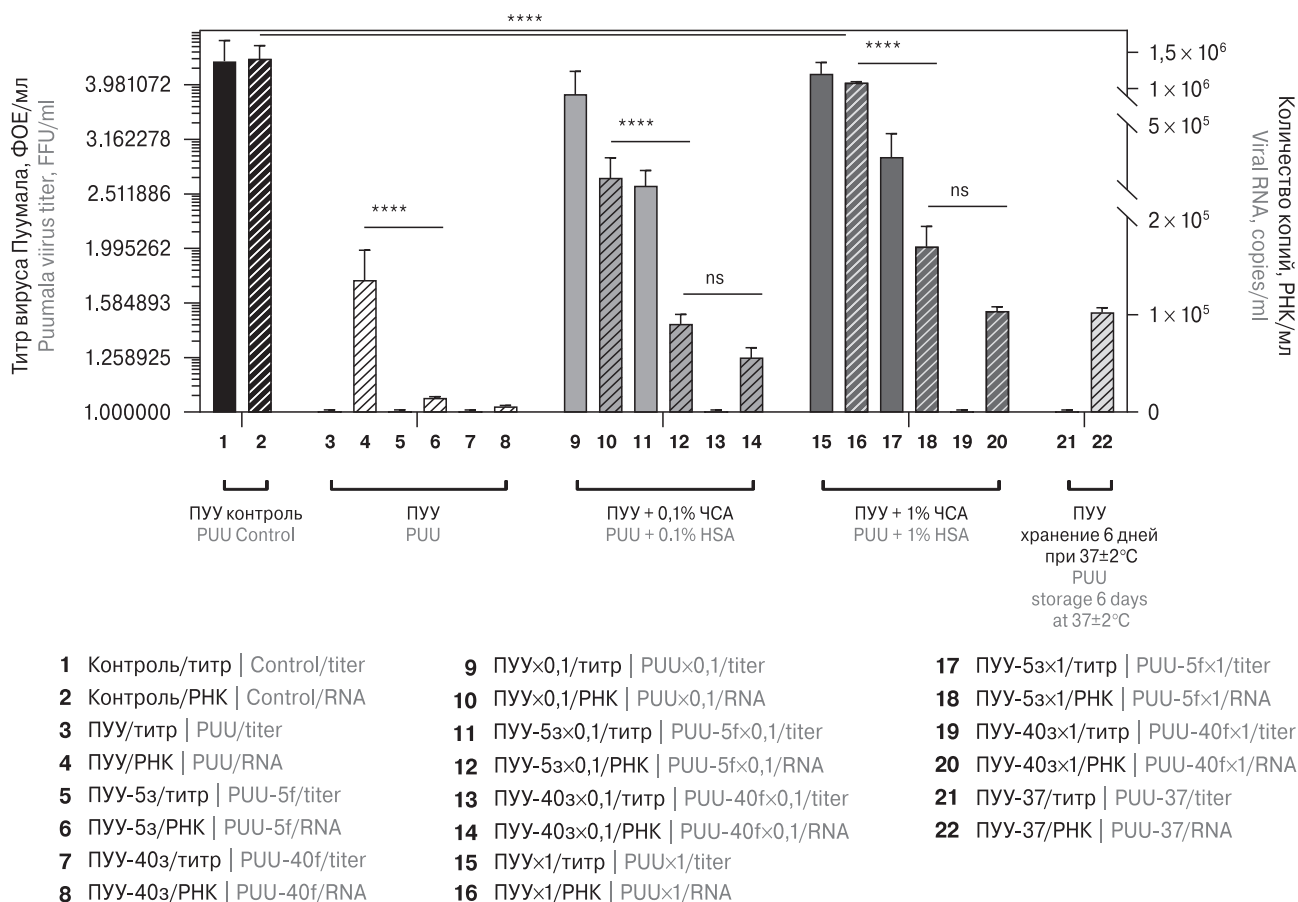 Титр вируса Пуумала, ФОЕ/мл
Puumala viirus titer, FFU/ml
3.981072
3.162278
2.511886
1.995262
1.584893
1.258925
1.000000
****
****
****
ns
****
ns
1,5 × 10⁶
1 × 10⁶
5 × 10⁵
2 × 10⁵
1 × 10⁵
0
Количество копий, РНК/мл
Viral RNA, copies/ml
1 2 3 4 5 6 7 8 9 10 11 12 13 14 15 16 17 18 19 20 21 22
ПУУ контроль
PUU Control
ПУУ
PUU
ПУУ + 0,1% ЧСА
PUU + 0.1% HSA
ПУУ + 1% ЧСА
PUU + 1% HSA
ПУУ
хранение 6 дней
при 37±2°C
PUU
storage 6 days
at 37±2°C
1 Контроль/титр | Control/titer
2 Контроль/РНК | Control/RNA
3 ПУУ/титр | PUU/titer
4 ПУУ/РНК | PUU/RNA
5 ПУУ-5з/титр | PUU-5f/titer
6 ПУУ-5з/РНК | PUU-5f/RNA
7 ПУУ-40з/титр | PUU-40f/titer
8 ПУУ-40з/РНК | PUU-40f/RNA
9 ПУУ×0,1/титр | PUU×0,1/titer
10 ПУУ×0,1/РНК | PUU×0,1/RNA
11 ПУУ-5з×0,1/титр | PUU-5f×0,1/titer
12 ПУУ-5з×0,1/РНК | PUU-5f×0,1/RNA
13 ПУУ-40з×0,1/титр | PUU-40f×0,1/titer
14 ПУУ-40з×0,1/РНК | PUU-40f×0,1/RNA
15 ПУУ×1/титр | PUU×1/titer
16 ПУУ×1/РНК | PUU×1/RNA
17 ПУУ-5з×1/титр | PUU-5f×1/titer
18 ПУУ-5з×1/РНК | PUU-5f×1/RNA
19 ПУУ-40з×1/титр | PUU-40f×1/titer
20 ПУУ-40з×1/РНК | PUU-40f×1/RNA
21 ПУУ-37/титр | PUU-37/titer
22 ПУУ-37/РНК | PUU-37/RNA